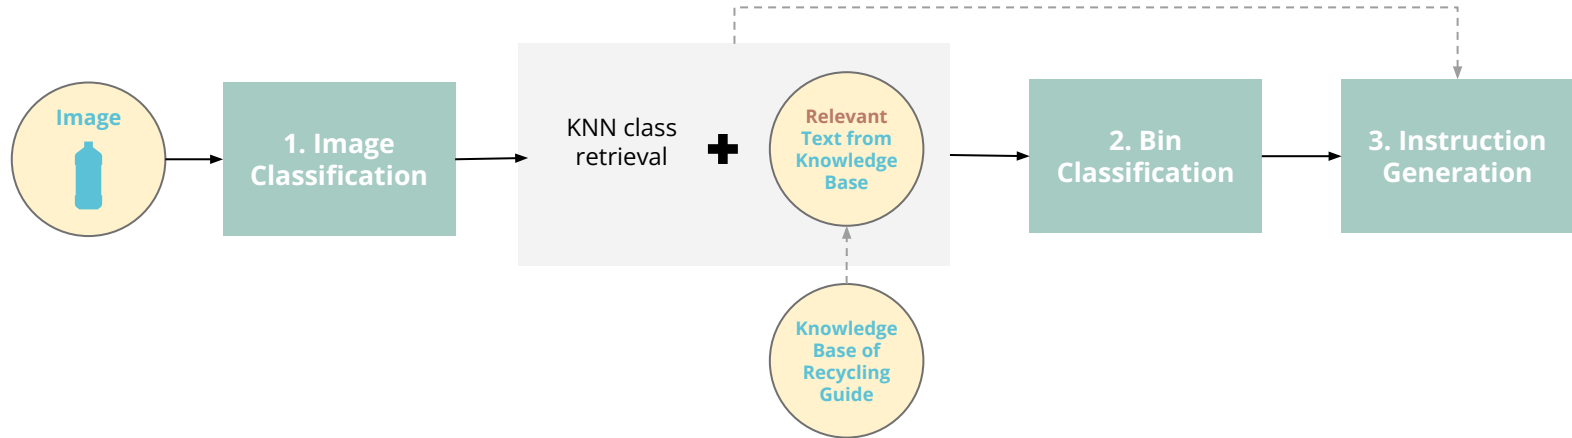 Image
1. Image
Classification
KNN class
retrieval
Relevant
Text from
Knowledge
Base
2. Bin
Classification
3. Instruction
Generation
Knowledge
Base of
Recycling
Guide